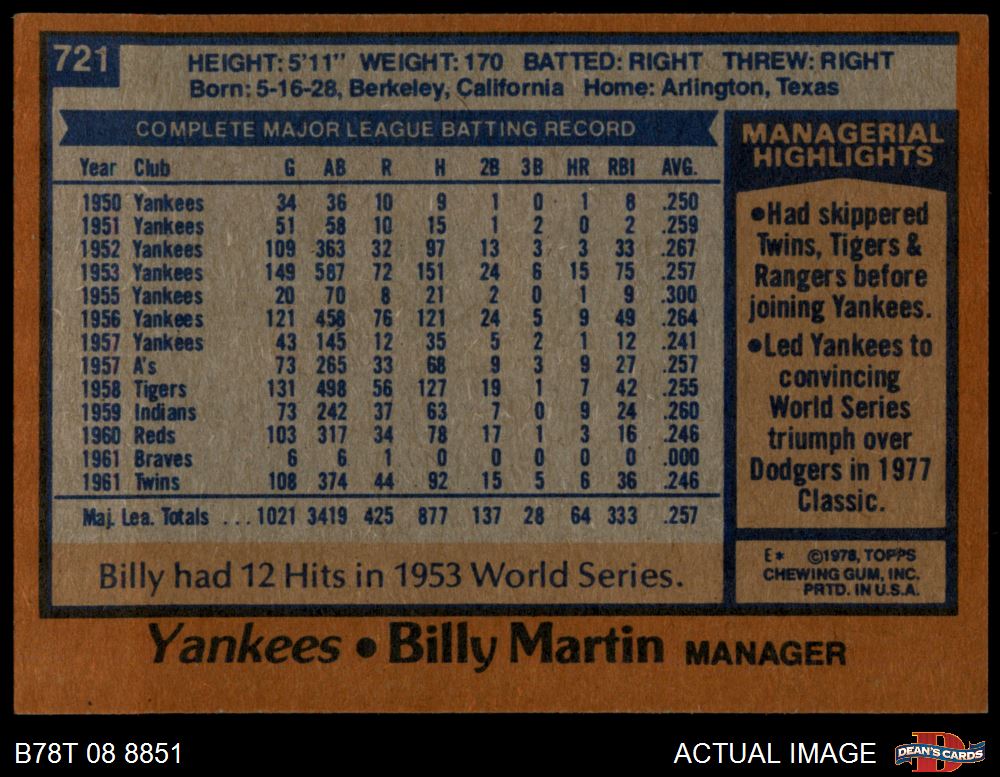 721
HEIGHT: 5'11" WEIGHT: 170 BATTED: RIGHT THREW: RIGHT
Born: 5-16-28, Berkeley, California Home: Arlington, Texas
COMPLETE MAJOR LEAGUE BATTING RECORD
Year Club G AB R H 2B 3B HR RBI AVG.
1950 Yankees 34 36 10 9 1 0 1 8 .250
1951 Yankees 51 58 10 15 1 2 0 2 .259
1952 Yankees 109 363 32 97 13 3 3 33 .267
1953 Yankees 149 587 72 151 24 6 15 75 .257
1955 Yankees 20 70 8 21 2 0 1 9 .300
1956 Yankees 121 458 76 121 24 5 9 49 .264
1957 Yankees 43 145 12 35 5 2 1 12 .241
1957 A's 73 265 33 68 9 3 9 27 .257
1958 Tigers 131 498 56 127 19 1 7 42 .255
1959 Indians 73 242 37 63 7 0 9 24 .260
1960 Reds 103 317 34 78 17 1 3 16 .246
1961 Braves 6 6 1 0 0 0 0 0 .000
1961 Twins 108 374 44 92 15 5 6 36 .246
Maj. Lea. Totals ... 1021 3419 425 877 137 28 64 333 .257
Billy had 12 Hits in 1953 World Series.
MANAGERIAL
HIGHLIGHTS
•Had skippered
Twins, Tigers &
Rangers before
joining Yankees.
•Led Yankees to
convincing
World Series
triumph over
Dodgers in 1977
Classic.
E* ©1978, TOPPS
CHEWING GUM, INC.
PRTD. IN U.S.A.
Yankees • Billy Martin MANAGER
B78T 08 8851
ACTUAL IMAGE
DEAN'S CARDS